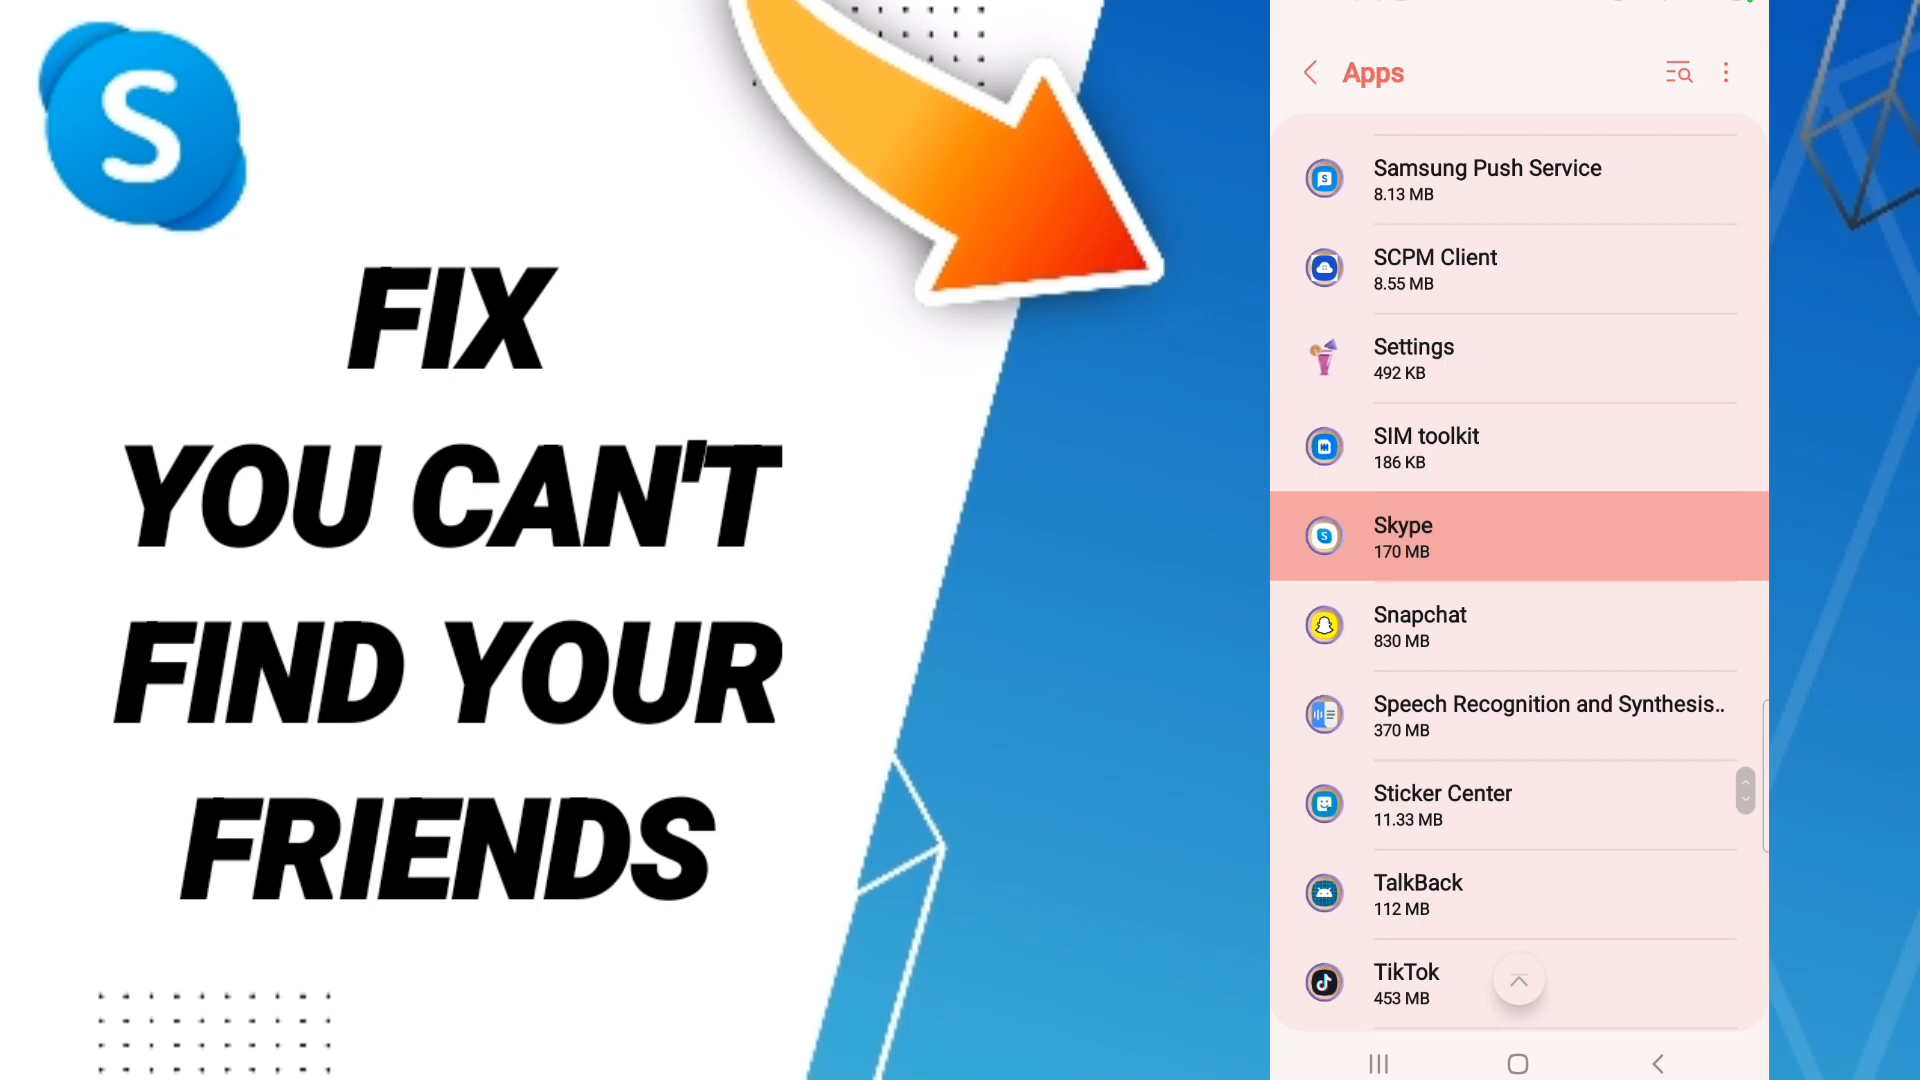 S
FIX
YOU CAN'T
FIND YOUR
FRIENDS
Apps
Samsung Push Service
8.13 MB
SCPM Client
8.55 MB
Settings
492 KB
SIM toolkit
186 KB
Skype
170 MB
Snapchat
830 MB
Speech Recognition and Synthesis..
370 MB
Sticker Center
11.33 MB
TalkBack
112 MB
TikTok
453 MB